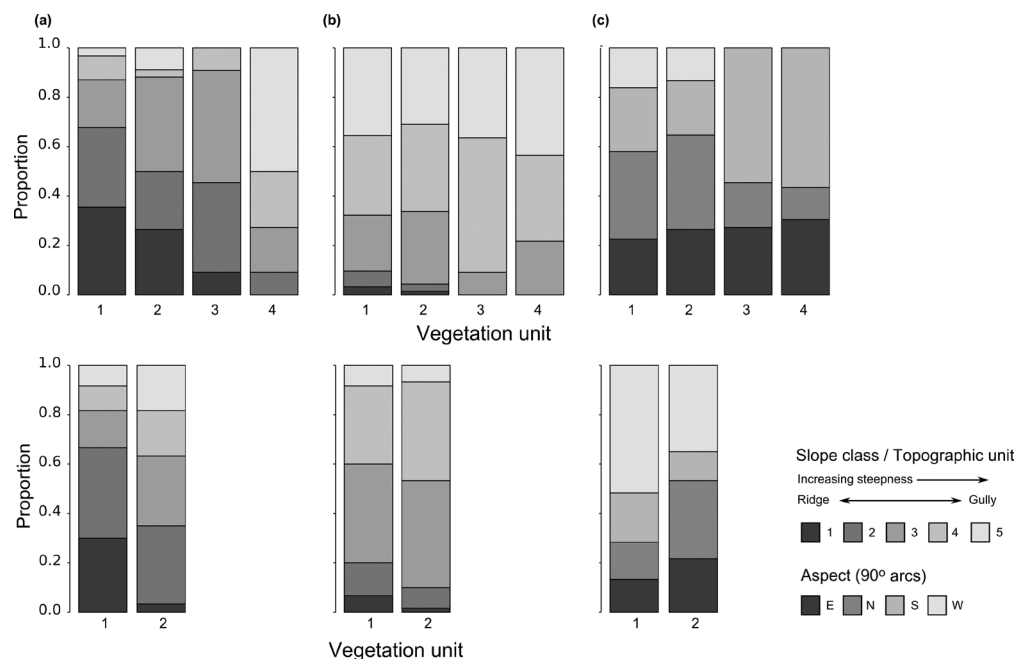 (a) (b) (c)
1.0
0.8
0.6
0.4
0.2
0.0
Proportion
1 2 3 4 1 2 3 4 1 2 3 4
Vegetation unit
1.0
0.8
0.6
0.4
0.2
0.0
Proportion
1 2 1 2 1 2
Vegetation unit
Slope class / Topographic unit
Increasing steepness
Ridge Gully
1 2 3 4 5
Aspect (90º arcs)
E N S W